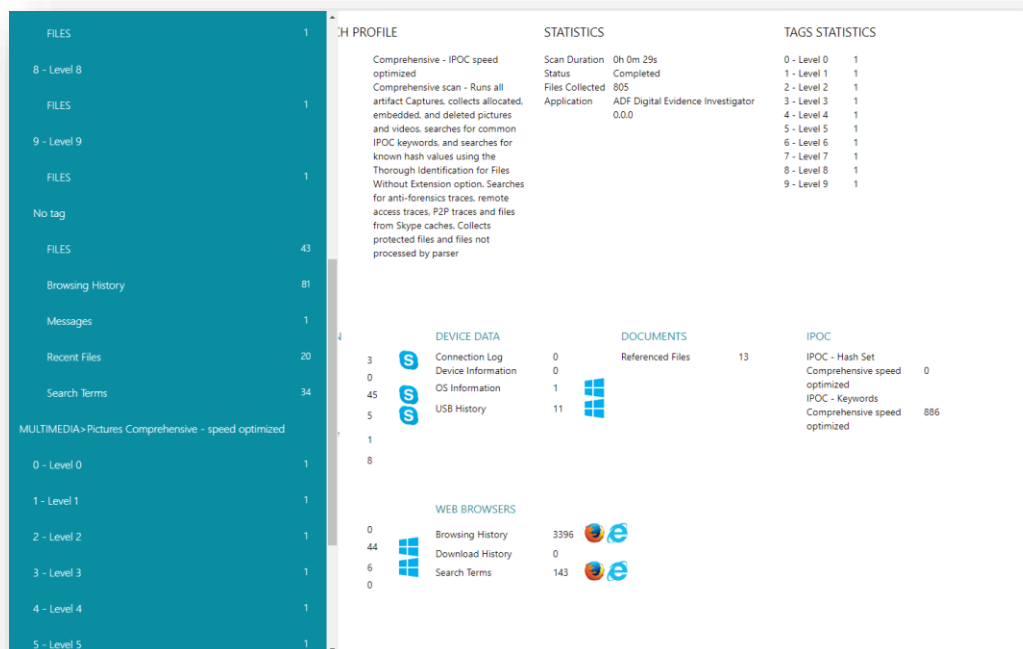 FILES 1
8 - Level 8
FILES 1
9 - Level 9
FILES 1
No tag
FILES 43
Browsing History 81
Messages 1
Recent Files 20
Search Terms 34
MULTIMEDIA>Pictures Comprehensive - speed optimized
0 - Level 0 1
1 - Level 1 1
2 - Level 2 1
3 - Level 3 1
4 - Level 4 1
5 - Level 5 1
CH PROFILE
Comprehensive - IPOC speed
optimized
Comprehensive scan - Runs all
artifact Captures, collects allocated,
embedded, and deleted pictures
and videos, searches for common
IPOC keywords, and searches for
known hash values using the
Thorough Identification for Files
Without Extension option. Searches
for anti-forensics traces, remote
access traces, P2P traces and files
from Skype caches. Collects
protected files and files not
processed by parser
STATISTICS
Scan Duration 0h 0m 29s
Status Completed
Files Collected 805
Application ADF Digital Evidence Investigator
0.0.0
TAGS STATISTICS
0 - Level 0 1
1 - Level 1 1
2 - Level 2 1
3 - Level 3 1
4 - Level 4 1
5 - Level 5 1
6 - Level 6 1
7 - Level 7 1
8 - Level 8 1
9 - Level 9 1
3
0
45
5
1
8
DEVICE DATA
Connection Log 0
Device Information 0
OS Information 1
USB History 11
DOCUMENTS
Referenced Files 13
IPOC
IPOC - Hash Set
Comprehensive speed 0
optimized
IPOC - Keywords
Comprehensive speed 886
optimized
0
44
6
0
WEB BROWSERS
Browsing History 3396
Download History 0
Search Terms 143